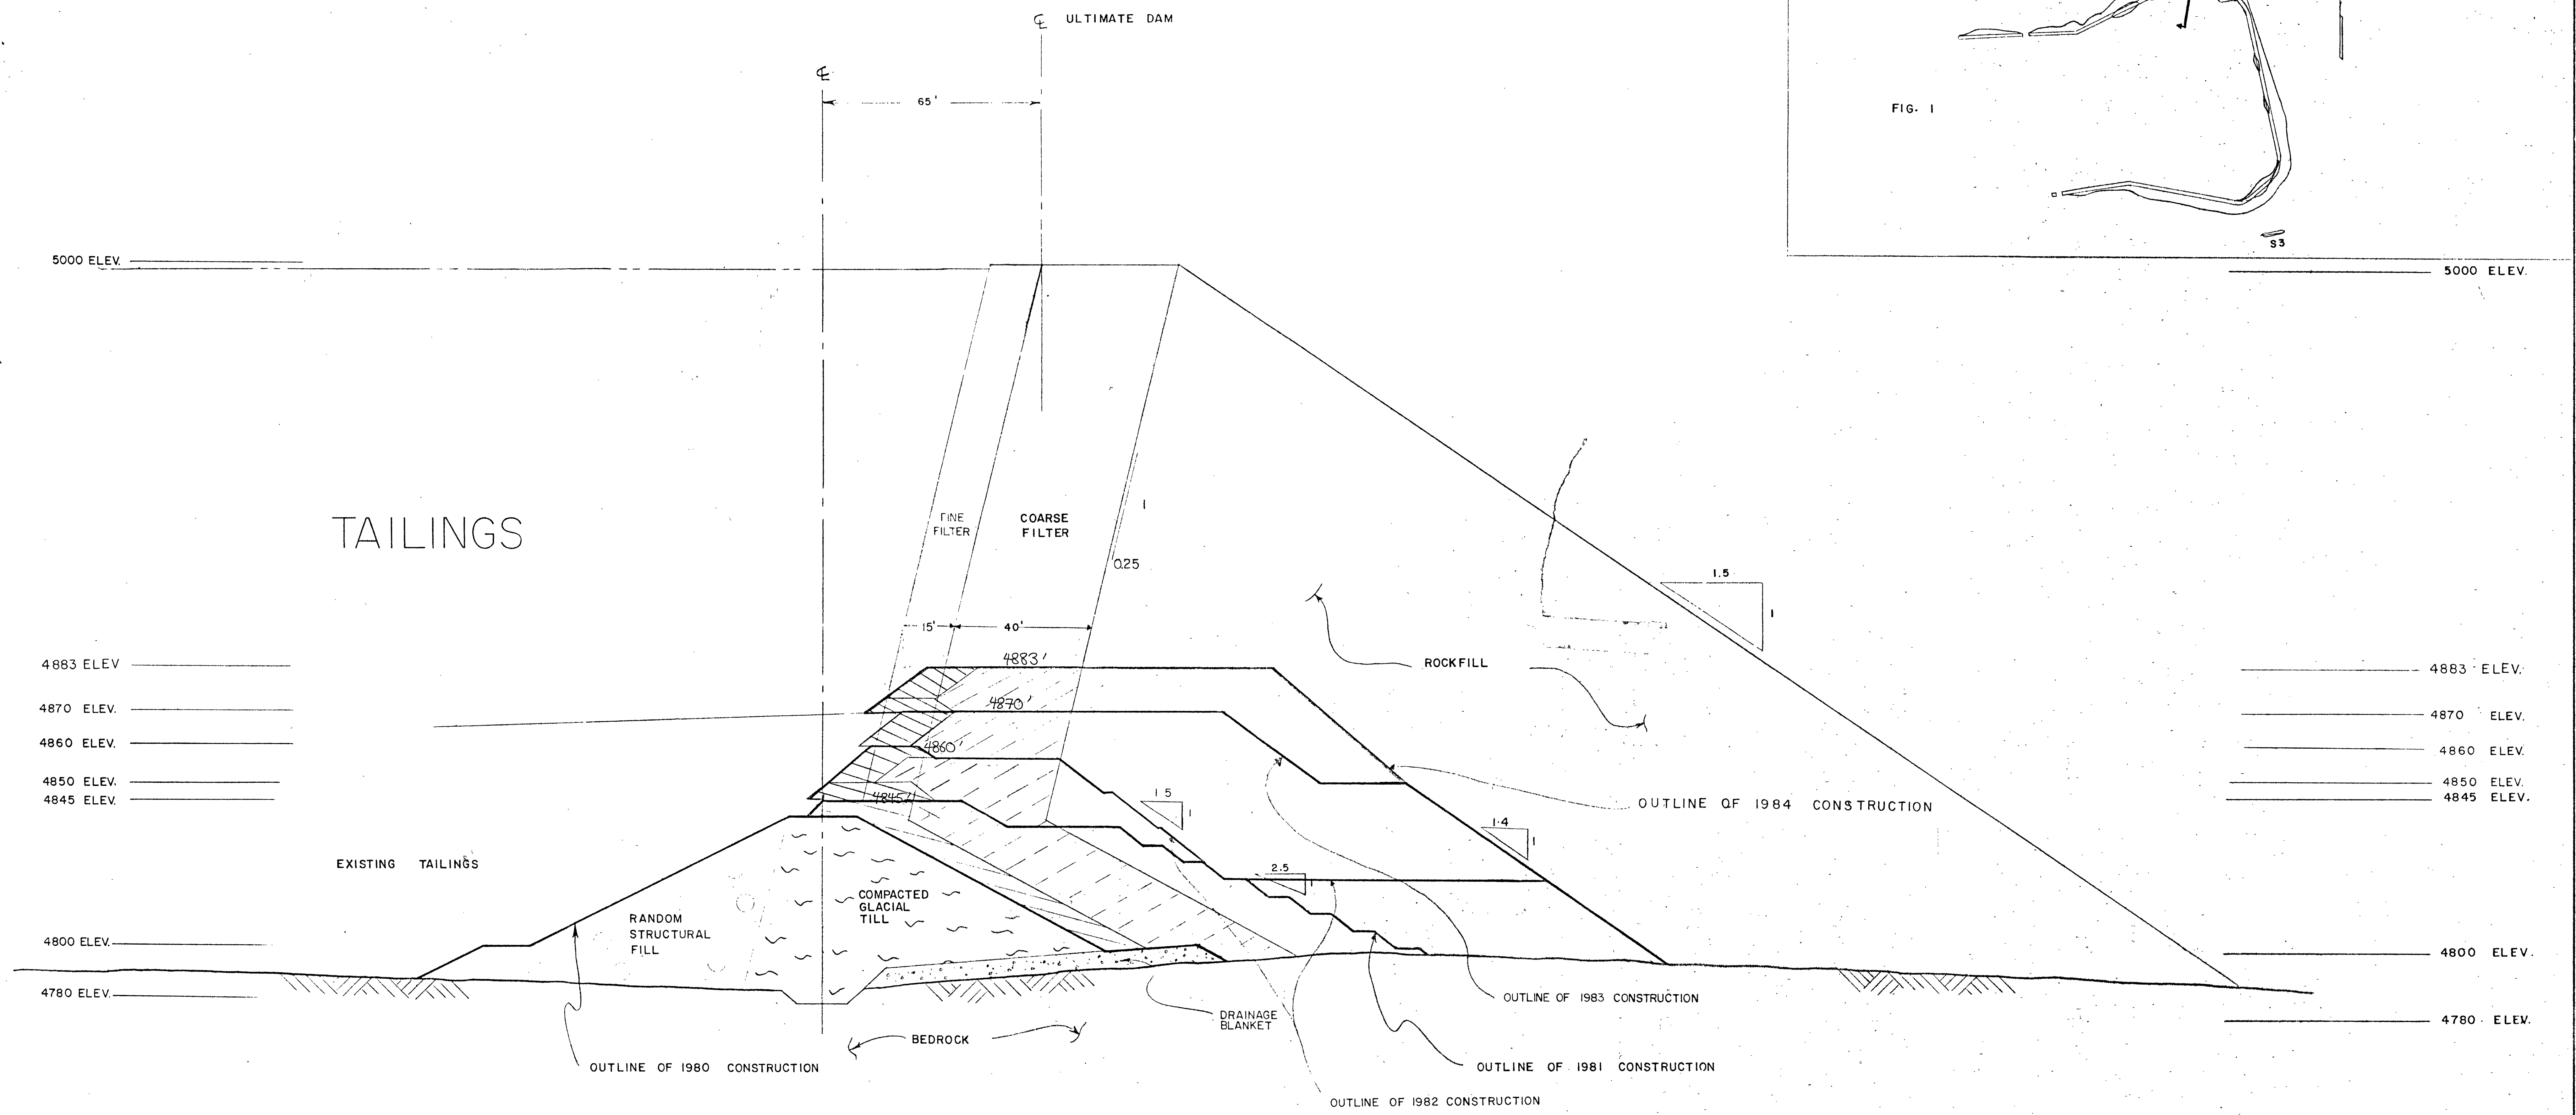 ℄ ULTIMATE DAM
℄
65'
FIG. 1
S3
5000 ELEV.
5000 ELEV.
TAILINGS
FINE
FILTER
COARSE
FILTER
1
0.25
1.5
1
15'
40'
4883 ELEV
4883'
ROCKFILL
4883 ELEV.
4870 ELEV.
4870'
4870 ELEV.
4860 ELEV.
4860'
4860 ELEV.
4850 ELEV.
4850 ELEV.
4845 ELEV.
4845'
4845 ELEV.
1.5
1
OUTLINE OF 1984 CONSTRUCTION
1.4
1
EXISTING TAILINGS
2.5
1
COMPACTED
GLACIAL
TILL
RANDOM
STRUCTURAL
FILL
4800 ELEV.
4800 ELEV.
4780 ELEV.
OUTLINE OF 1983 CONSTRUCTION
DRAINAGE
BLANKET
4780 ELEV.
BEDROCK
OUTLINE OF 1980 CONSTRUCTION
OUTLINE OF 1981 CONSTRUCTION
OUTLINE OF 1982 CONSTRUCTION